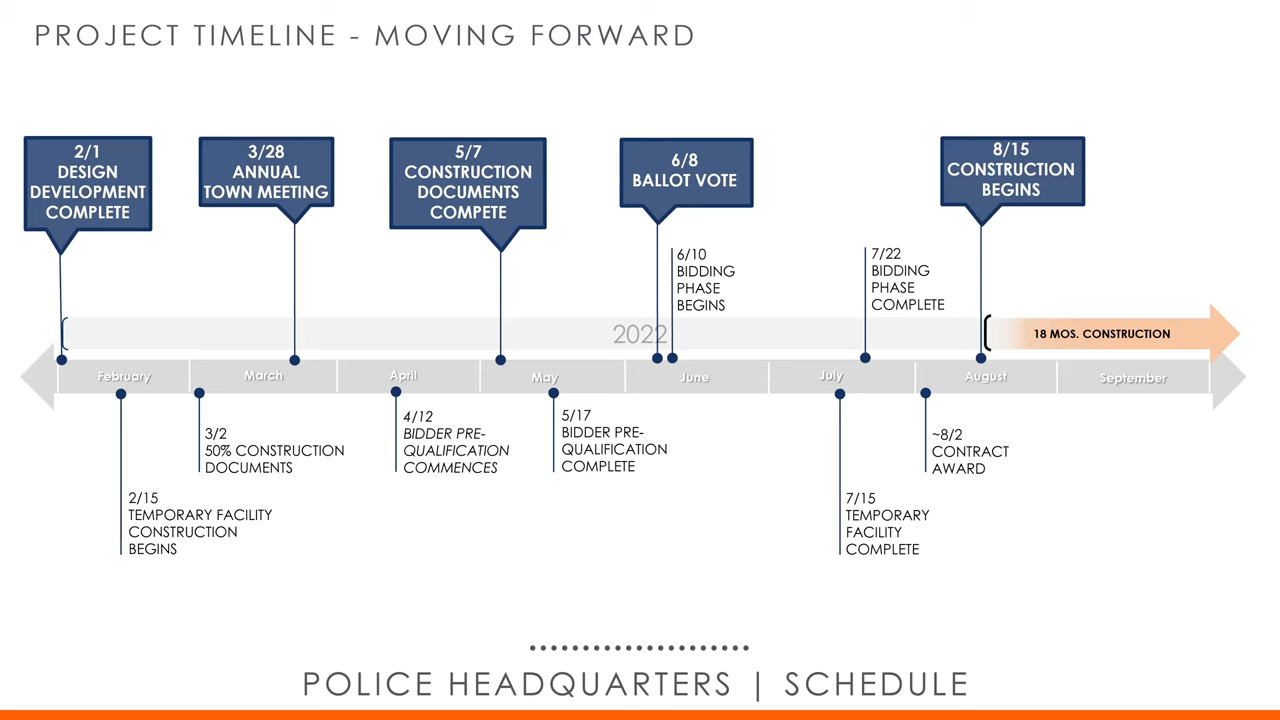 PROJECT TIMELINE - MOVING FORWARD
2/1
DESIGN
DEVELOPMENT
COMPLETE
3/28
ANNUAL
TOWN MEETING
5/7
CONSTRUCTION
DOCUMENTS
COMPETE
6/8
BALLOT VOTE
8/15
CONSTRUCTION
BEGINS
6/10
BIDDING
PHASE
BEGINS
7/22
BIDDING
PHASE
COMPLETE
2022
18 MOS. CONSTRUCTION
February
March
April
May
June
July
August
September
3/2
50% CONSTRUCTION
DOCUMENTS
4/12
BIDDER PRE-
QUALIFICATION
COMMENCES
5/17
BIDDER PRE-
QUALIFICATION
COMPLETE
~8/2
CONTRACT
AWARD
2/15
TEMPORARY FACILITY
CONSTRUCTION
BEGINS
7/15
TEMPORARY
FACILITY
COMPLETE
POLICE HEADQUARTERS | SCHEDULE